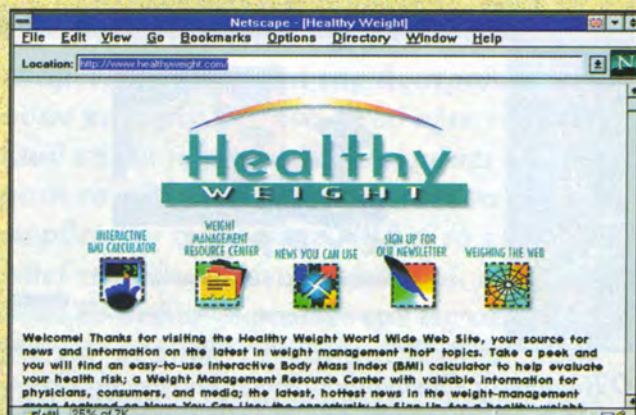 Netscape - [Healthy Weight]
File Edit View Go Bookmarks Options Directory Window Help
Location: http://www.healthyweight.com/
N
Healthy
WEIGHT
INTERACTIVE
BMI CALCULATOR
WEIGHT
MANAGEMENT
RESOURCE CENTER
NEWS YOU CAN USE
SIGN UP FOR
OUR NEWSLETTER
WEIGHING THE WEB
Welcome! Thanks for visiting the Healthy Weight World Wide Web Site, your source for
news and information on the latest in weight management "hot" topics. Take a peek and
you will find an easy-to-use Interactive Body Mass Index (BMI) calculator to help evaluate
your health risk; a Weight Management Resource Center with valuable information for
physicians, consumers, and media; the latest, hottest news in the weight-management
25% of 2K